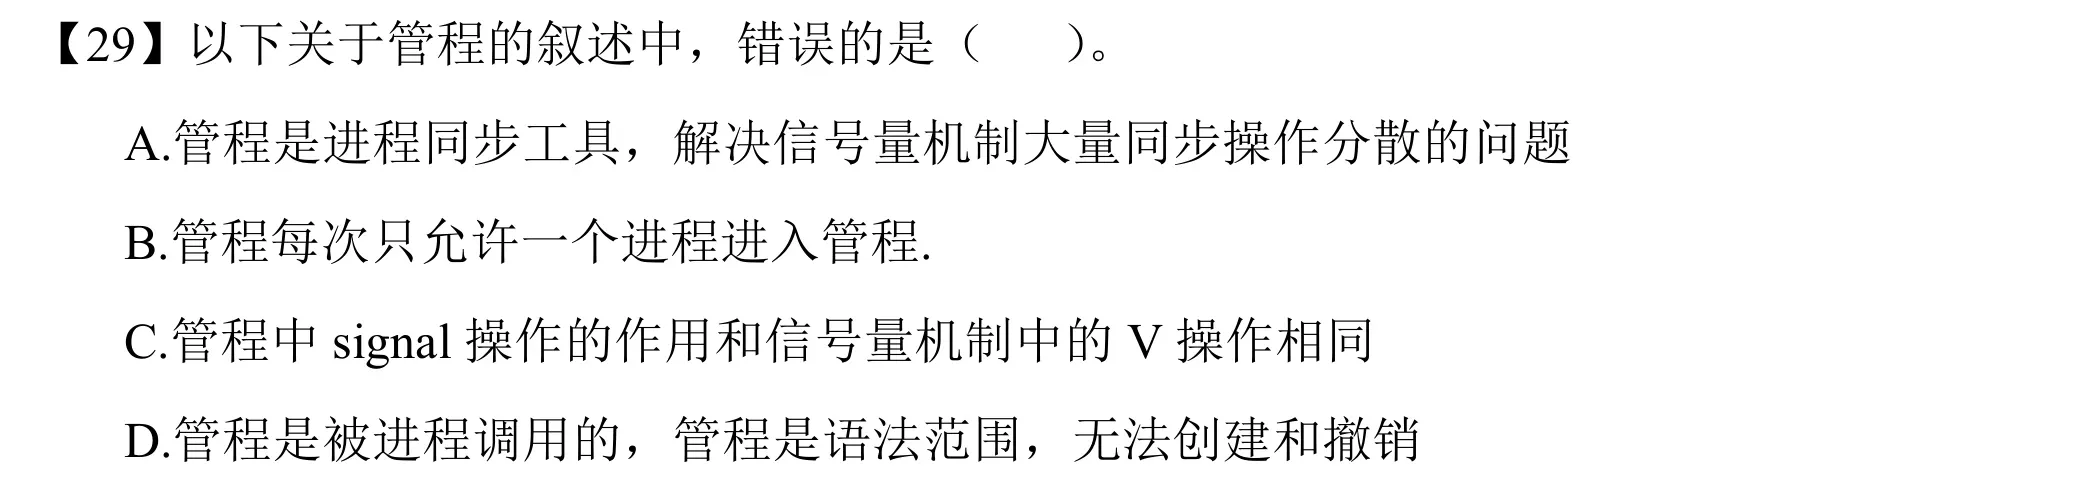 【29】以下关于管程的叙述中，错误的是（　　）。
A.管程是进程同步工具，解决信号量机制大量同步操作分散的问题
B.管程每次只允许一个进程进入管程.
C.管程中 signal 操作的作用和信号量机制中的 V 操作相同
D.管程是被进程调用的，管程是语法范围，无法创建和撤销